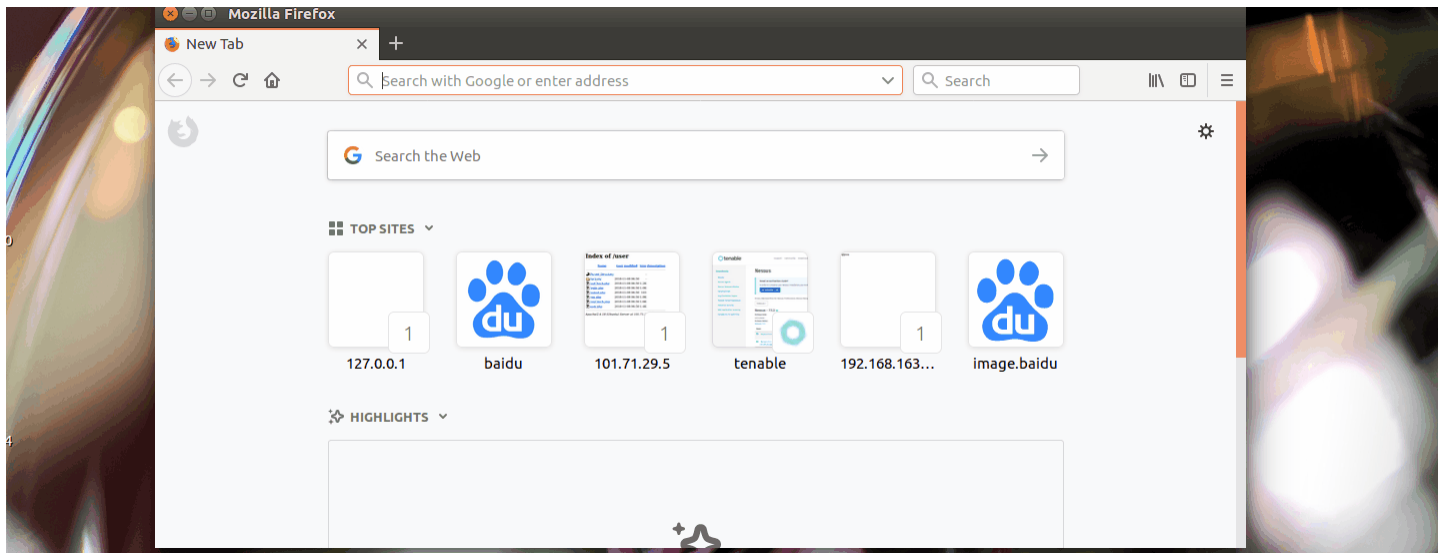 Mozilla Firefox
New Tab
Search with Google or enter address
Search
Search the Web
TOP SITES
Index of /user
tenable
Nessus
1
du
1
1
du
127.0.0.1
baidu
101.71.29.5
tenable
192.168.163...
image.baidu
HIGHLIGHTS